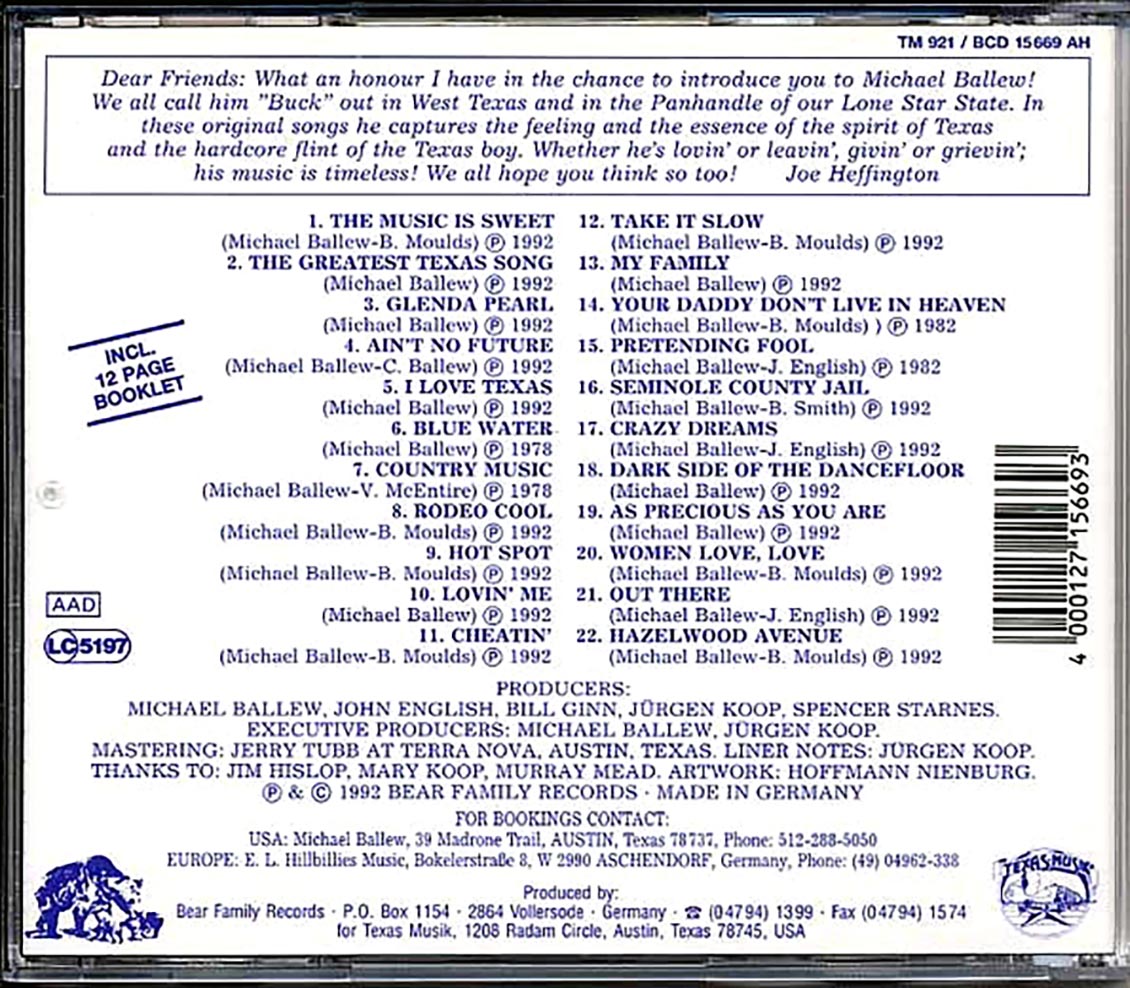 TM 921 / BCD 15669 AH
Dear Friends: What an honour I have in the chance to introduce you to Michael Ballew!
We all call him "Buck" out in West Texas and in the Panhandle of our Lone Star State. In
these original songs he captures the feeling and the essence of the spirit of Texas
and the hardcore flint of the Texas boy. Whether he's lovin' or leavin', givin' or grievin';
his music is timeless! We all hope you think so too! Joe Heffington
1. THE MUSIC IS SWEET
(Michael Ballew-B. Moulds) Ⓟ 1992
2. THE GREATEST TEXAS SONG
(Michael Ballew) Ⓟ 1992
3. GLENDA PEARL
(Michael Ballew) Ⓟ 1992
4. AIN'T NO FUTURE
(Michael Ballew-C. Ballew) Ⓟ 1992
5. I LOVE TEXAS
(Michael Ballew) Ⓟ 1992
6. BLUE WATER
(Michael Ballew) Ⓟ 1978
7. COUNTRY MUSIC
(Michael Ballew-V. McEntire) Ⓟ 1978
8. RODEO COOL
(Michael Ballew-B. Moulds) Ⓟ 1992
9. HOT SPOT
(Michael Ballew-B. Moulds) Ⓟ 1992
10. LOVIN' ME
(Michael Ballew) Ⓟ 1992
11. CHEATIN'
(Michael Ballew-B. Moulds) Ⓟ 1992
12. TAKE IT SLOW
(Michael Ballew-B. Moulds) Ⓟ 1992
13. MY FAMILY
(Michael Ballew) Ⓟ 1992
14. YOUR DADDY DON'T LIVE IN HEAVEN
(Michael Ballew-B. Moulds) ) Ⓟ 1982
15. PRETENDING FOOL
(Michael Ballew-J. English) Ⓟ 1982
16. SEMINOLE COUNTY JAIL
(Michael Ballew-B. Smith) Ⓟ 1992
17. CRAZY DREAMS
(Michael Ballew-J. English) Ⓟ 1992
18. DARK SIDE OF THE DANCEFLOOR
(Michael Ballew) Ⓟ 1992
19. AS PRECIOUS AS YOU ARE
(Michael Ballew) Ⓟ 1992
20. WOMEN LOVE, LOVE
(Michael Ballew-B. Moulds) Ⓟ 1992
21. OUT THERE
(Michael Ballew-J. English) Ⓟ 1992
22. HAZELWOOD AVENUE
(Michael Ballew-B. Moulds) Ⓟ 1992
INCL.
12 PAGE
BOOKLET
AAD
LC 5197
4 000127 156693
PRODUCERS:
MICHAEL BALLEW, JOHN ENGLISH, BILL GINN, JÜRGEN KOOP, SPENCER STARNES.
EXECUTIVE PRODUCERS: MICHAEL BALLEW, JÜRGEN KOOP.
MASTERING: JERRY TUBB AT TERRA NOVA, AUSTIN, TEXAS. LINER NOTES: JÜRGEN KOOP.
THANKS TO: JIM HISLOP, MARY KOOP, MURRAY MEAD. ARTWORK: HOFFMANN NIENBURG.
Ⓟ & © 1992 BEAR FAMILY RECORDS · MADE IN GERMANY
FOR BOOKINGS CONTACT:
USA: Michael Ballew, 39 Madrone Trail, AUSTIN, Texas 78737, Phone: 512-288-5050
EUROPE: E. L. Hillbillies Music, Bokelerstraße 8, W 2990 ASCHENDORF, Germany, Phone: (49) 04962-338
Produced by:
Bear Family Records · P.O. Box 1154 · 2864 Vollersode · Germany · ☎ (04794) 1399 · Fax (04794) 1574
for Texas Musik, 1208 Radam Circle, Austin, Texas 78745, USA
TEXAS MUSIK